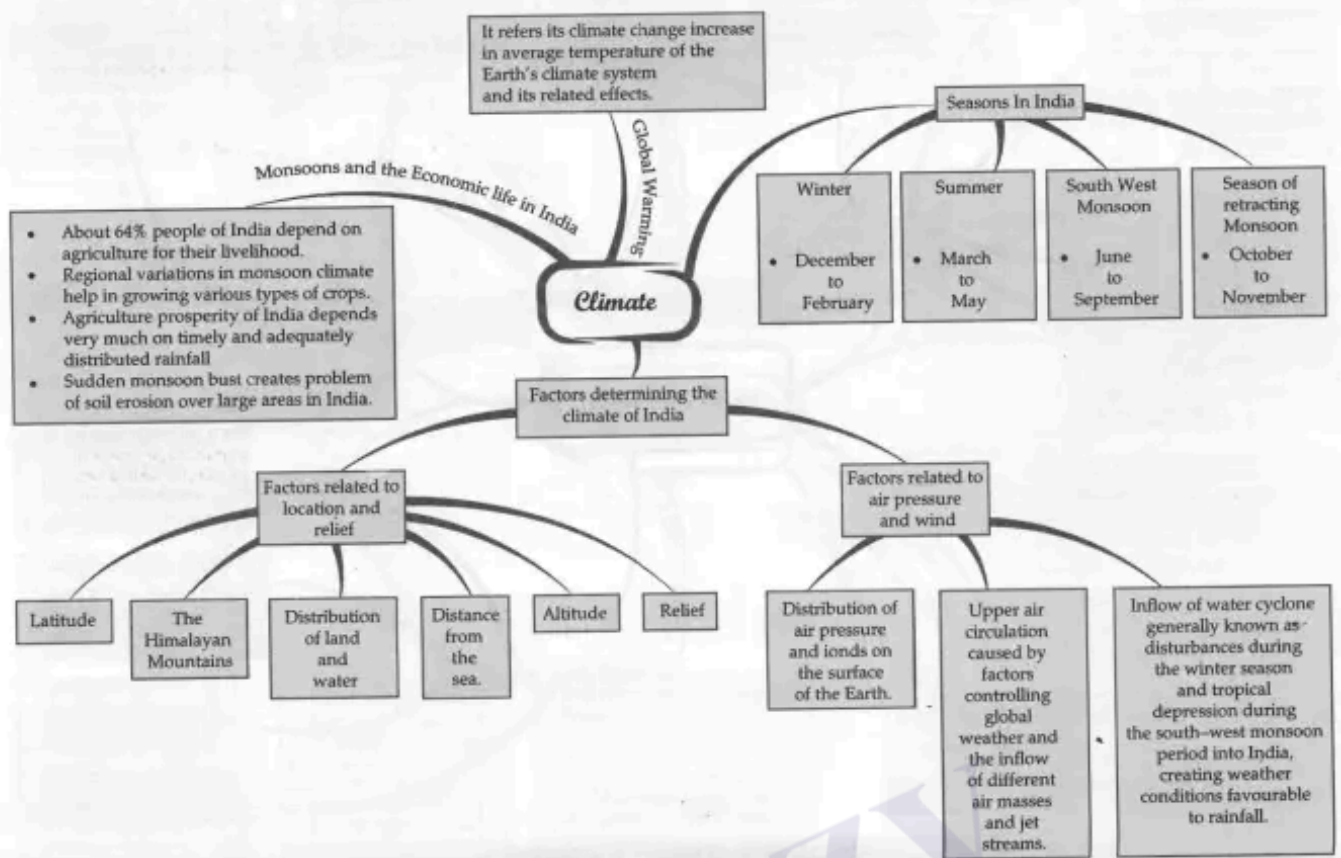 It refers its climate change increase
in average temperature of the
Earth's climate system
and its related effects.
Global Warming
Monsoons and the Economic life in India
• About 64% people of India depend on
agriculture for their livelihood.
• Regional variations in monsoon climate
help in growing various types of crops.
• Agriculture prosperity of India depends
very much on timely and adequately
distributed rainfall
• Sudden monsoon bust creates problem
of soil erosion over large areas in India.
Climate
Seasons In India
Winter
• December
to
February
Summer
• March
to
May
South West
Monsoon
• June
to
September
Season of
retracting
Monsoon
• October
to
November
Factors determining the
climate of India
Factors related to
location and
relief
Latitude
The
Himalayan
Mountains
Distribution
of land
and
water
Distance
from
the
sea.
Altitude
Relief
Factors related to
air pressure
and wind
Distribution of
air pressure
and ionds on
the surface
of the Earth.
Upper air
circulation
caused by
factors
controlling
global
weather and
the inflow
of different
air masses
and jet
streams.
Inflow of water cyclone
generally known as
disturbances during
the winter season
and tropical
depression during
the south–west monsoon
period into India,
creating weather
conditions favourable
to rainfall.